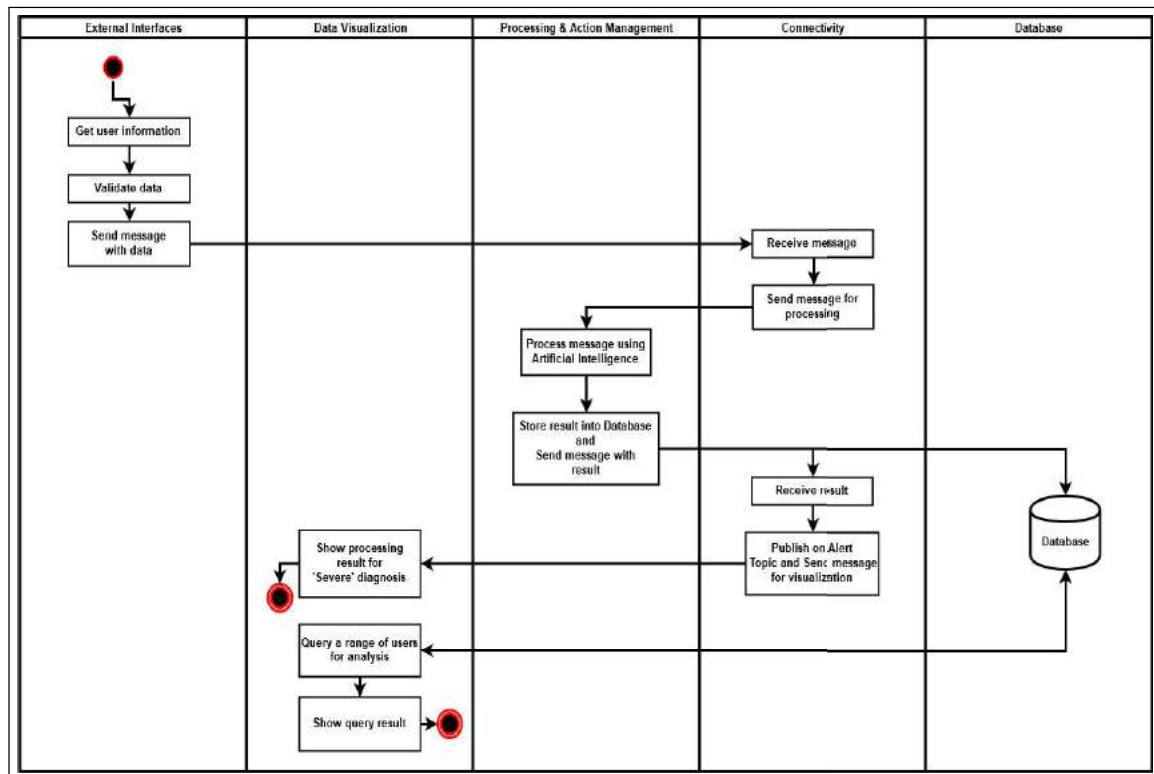 External Interfaces
Data Visualization
Processing & Action Management
Connectivity
Database
Get user information
Validate data
Send message
with data
Receive message
Send message for
processing
Process message using
Artificial Intelligence
Store result into Database
and
Send message with
result
Receive result
Publish on Alert
Topic and Send message
for visualization
Show processing
result for
'Severe' diagnosis
Database
Query a range of users
for analysis
Show query result